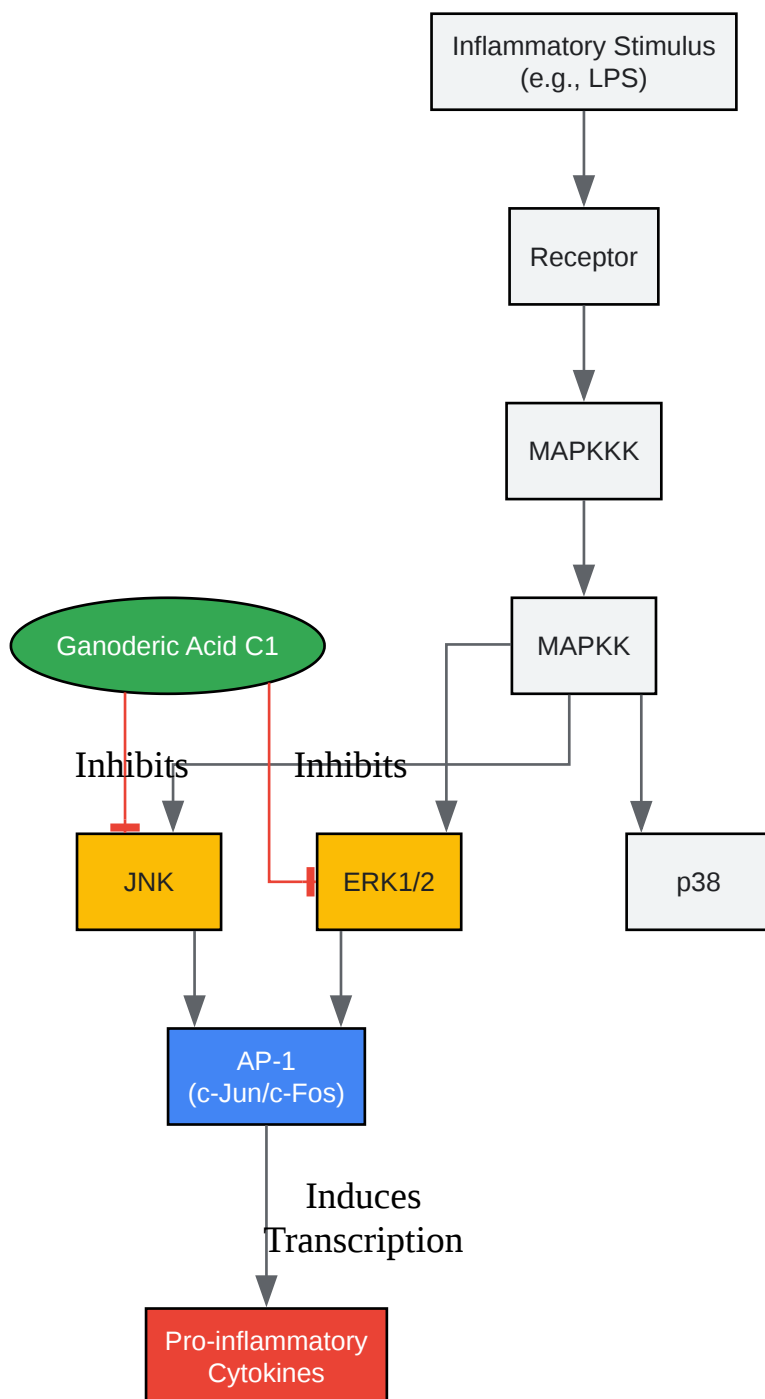 Inflammatory Stimulus
(e.g., LPS)
Receptor
MAPKKK
Ganoderic Acid C1
MAPKK
Inhibits
Inhibits
JNK
ERK1/2
p38
AP-1
(c-Jun/c-Fos)
Induces
Transcription
Pro-inflammatory
Cytokines